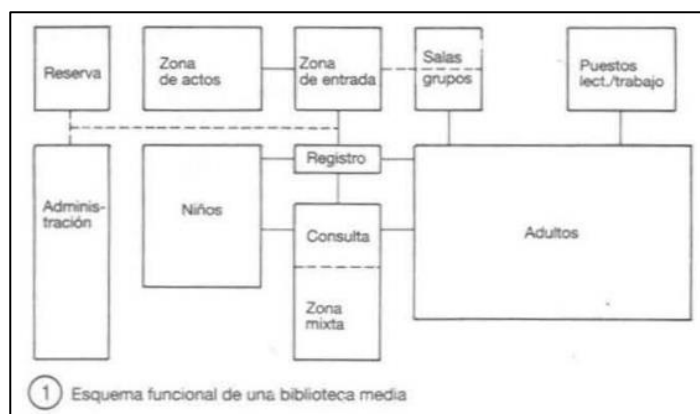 Reserva
Zona
de actos
Zona
de entrada
Salas
grupos
Puestos
lect./trabajo
Adminis-
tración
Niños
Registro
Consulta
Zona
mixta
Adultos
1 Esquema funcional de una biblioteca media